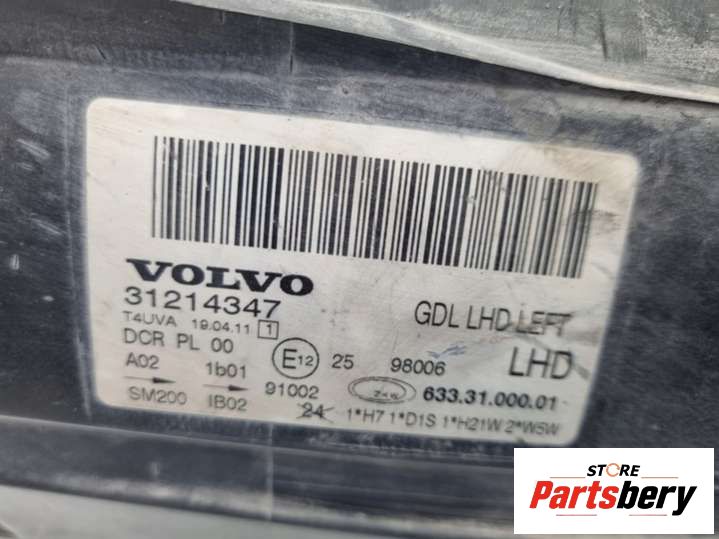 VOLVO
31214347
GDL LHD LEFT
T4UVA 19.04.11 1
DCR PL 00
E12 25 98006 LHD
A02 1b01
91002 ZKW 633.31.000.01
SM200 IB02
24 1*H7 1*D1S 1*H21W 2*W5W
STORE
Partsbery